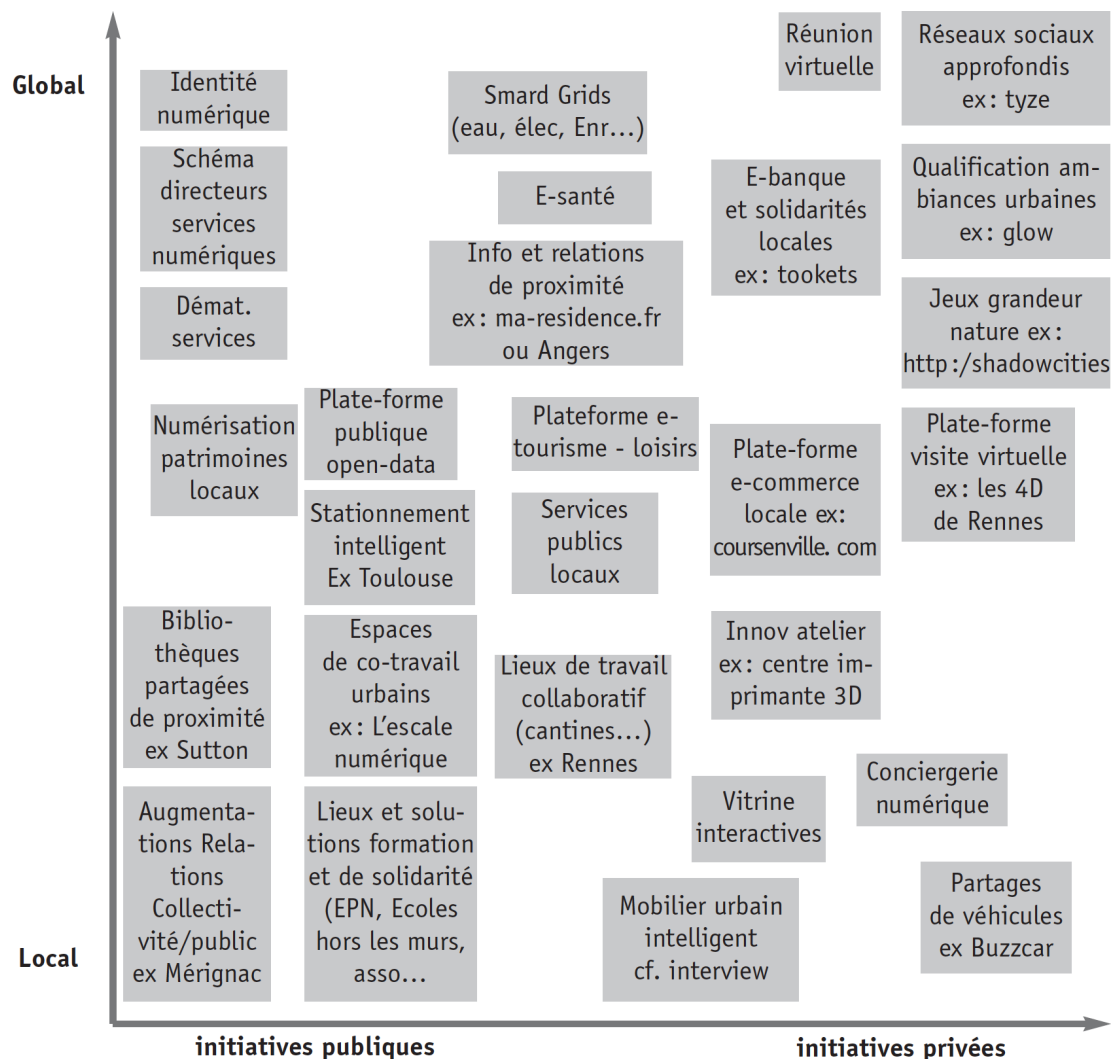 Global
Réunion
virtuelle
Réseaux sociaux
approfondis
ex : tyze
Identité
numérique
Smard Grids
(eau, élec, Enr…)
Schéma
directeurs
services
numériques
E-santé
E-banque
et solidarités
locales
ex : tookets
Qualification am-
biances urbaines
ex : glow
Info et relations
de proximité
ex : ma-residence.fr
ou Angers
Démat.
services
Jeux grandeur
nature ex :
http :/shadowcities
Numérisation
patrimoines
locaux
Plate-forme
publique
open-data
Plateforme e-
tourisme - loisirs
Plate-forme
e-commerce
locale ex :
coursenville. com
Plate-forme
visite virtuelle
ex : les 4D
de Rennes
Stationnement
intelligent
Ex Toulouse
Services
publics
locaux
Biblio-
thèques
partagées
de proximité
ex Sutton
Espaces
de co-travail
urbains
ex : L’escale
numérique
Lieux de travail
collaboratif
(cantines…)
ex Rennes
Innov atelier
ex : centre im-
primante 3D
Conciergerie
numérique
Vitrine
interactives
Augmenta-
tions Rela-
tions
Collecti-
vité/public
ex Mérignac
Lieux et solu-
tions formation
et de solidarité
(EPN, Ecoles
hors les murs,
asso…
Mobilier urbain
intelligent
cf. interview
Partages
de véhicules
ex Buzzcar
Local
initiatives publiques
initiatives privées